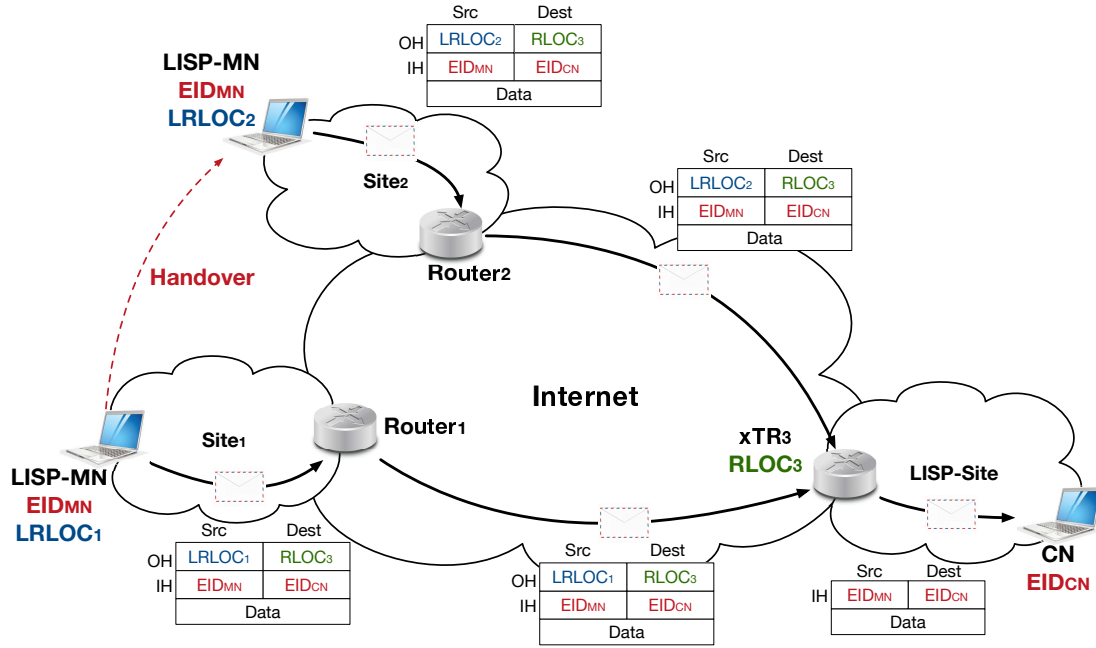 Src Dest
OH LRLOC2 RLOC3
IH EIDMN EIDCN
Data
LISP-MN
EIDMN
LRLOC2
Site2
Router2
Src Dest
OH LRLOC2 RLOC3
IH EIDMN EIDCN
Data
Handover
Internet
Site1
Router1
LISP-MN
EIDMN
LRLOC1
xTR3
RLOC3
LISP-Site
CN
EIDCN
Src Dest
OH LRLOC1 RLOC3
IH EIDMN EIDCN
Data
Src Dest
OH LRLOC1 RLOC3
IH EIDMN EIDCN
Data
Src Dest
IH EIDMN EIDCN
Data